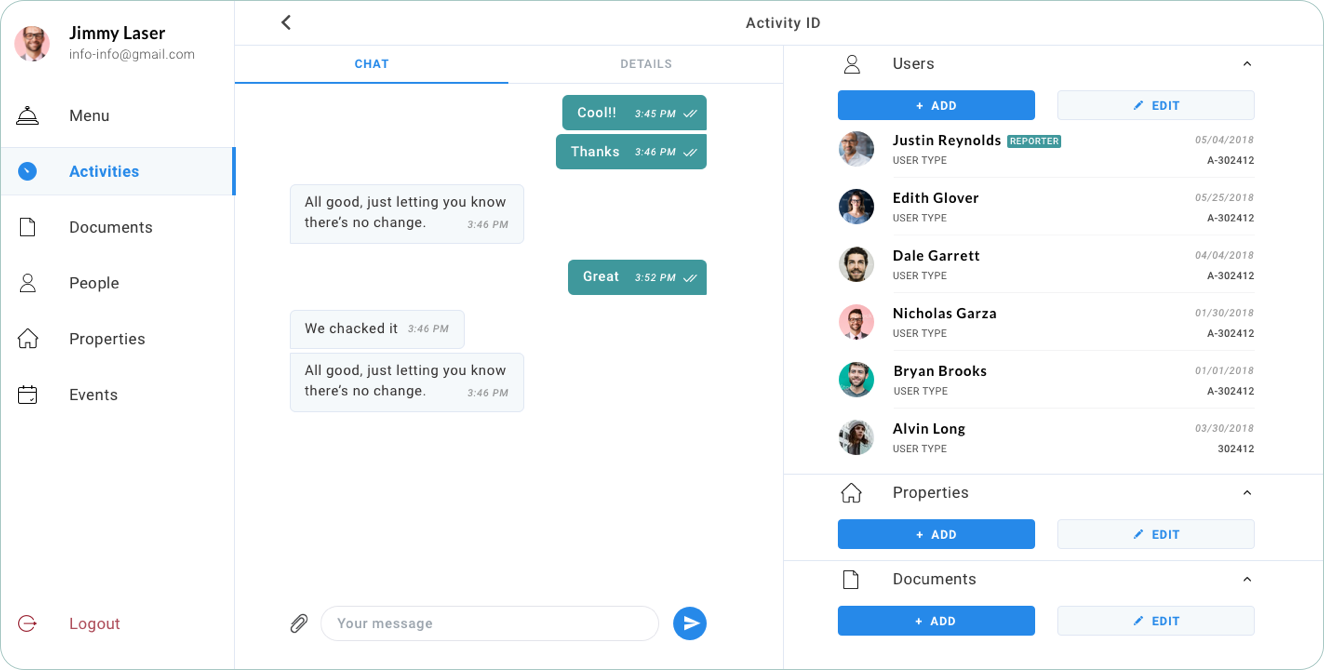 Jimmy Laser
info-info@gmail.com
Menu
Activities
Documents
People
Properties
Events
Logout
Activity ID
CHAT
DETAILS
Cool!! 3:45 PM
Thanks 3:46 PM
All good, just letting you know
there's no change. 3:46 PM
Great 3:52 PM
We chacked it 3:46 PM
All good, just letting you know
there's no change. 3:46 PM
Your message
Users
+ ADD
EDIT
Justin Reynolds REPORTER 05/04/2018
USER TYPE A-302412
Edith Glover 05/25/2018
USER TYPE A-302412
Dale Garrett 04/04/2018
USER TYPE A-302412
Nicholas Garza 01/30/2018
USER TYPE A-302412
Bryan Brooks 01/01/2018
USER TYPE A-302412
Alvin Long 03/30/2018
USER TYPE 302412
Properties
+ ADD
EDIT
Documents
+ ADD
EDIT